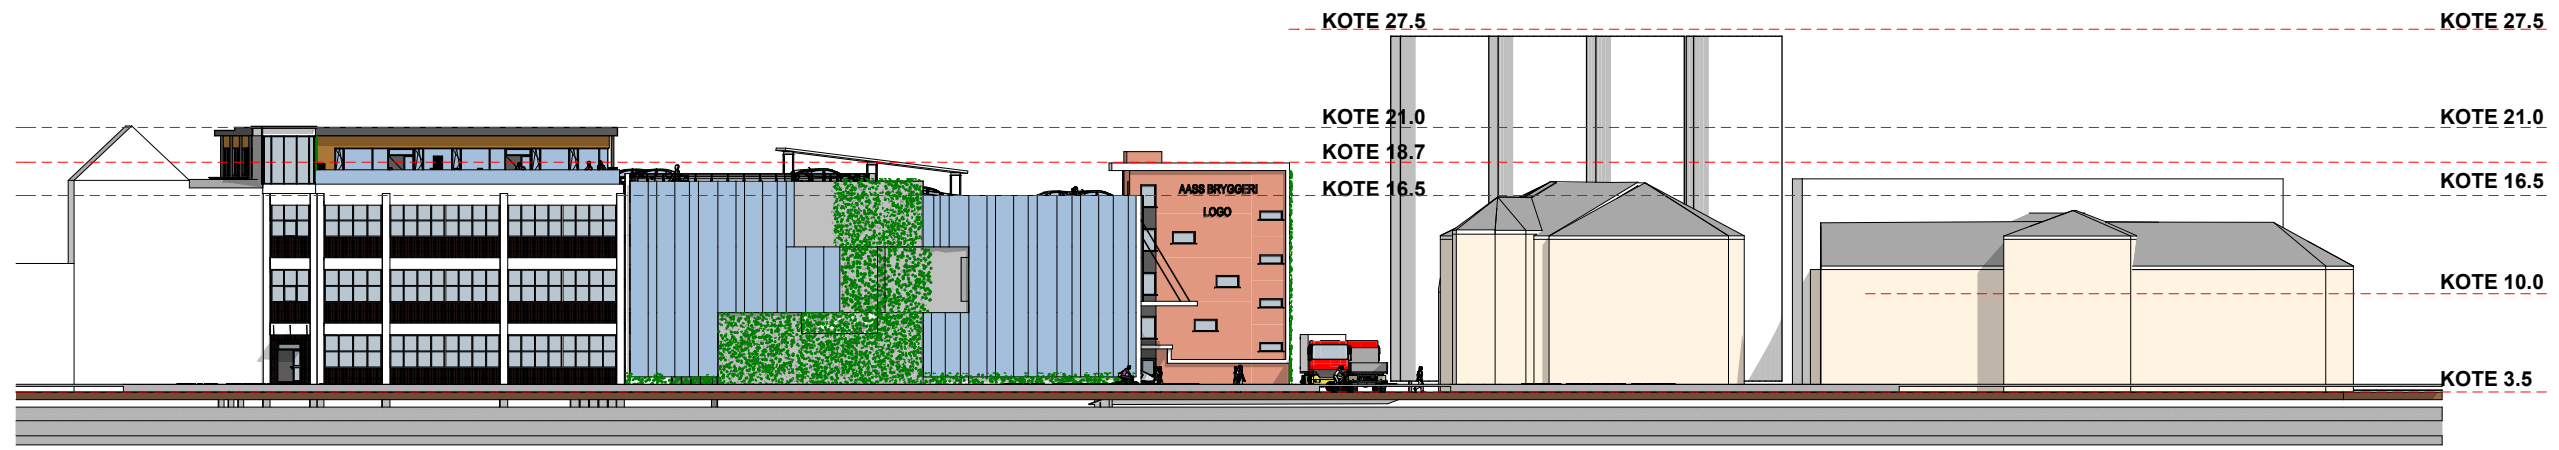 KOTE 27.5
KOTE 27.5
KOTE 21.0
KOTE 21.0
KOTE 18.7
KOTE 16.5
KOTE 16.5
AASS BRYGGERI
LOGO
KOTE 10.0
KOTE 3.5